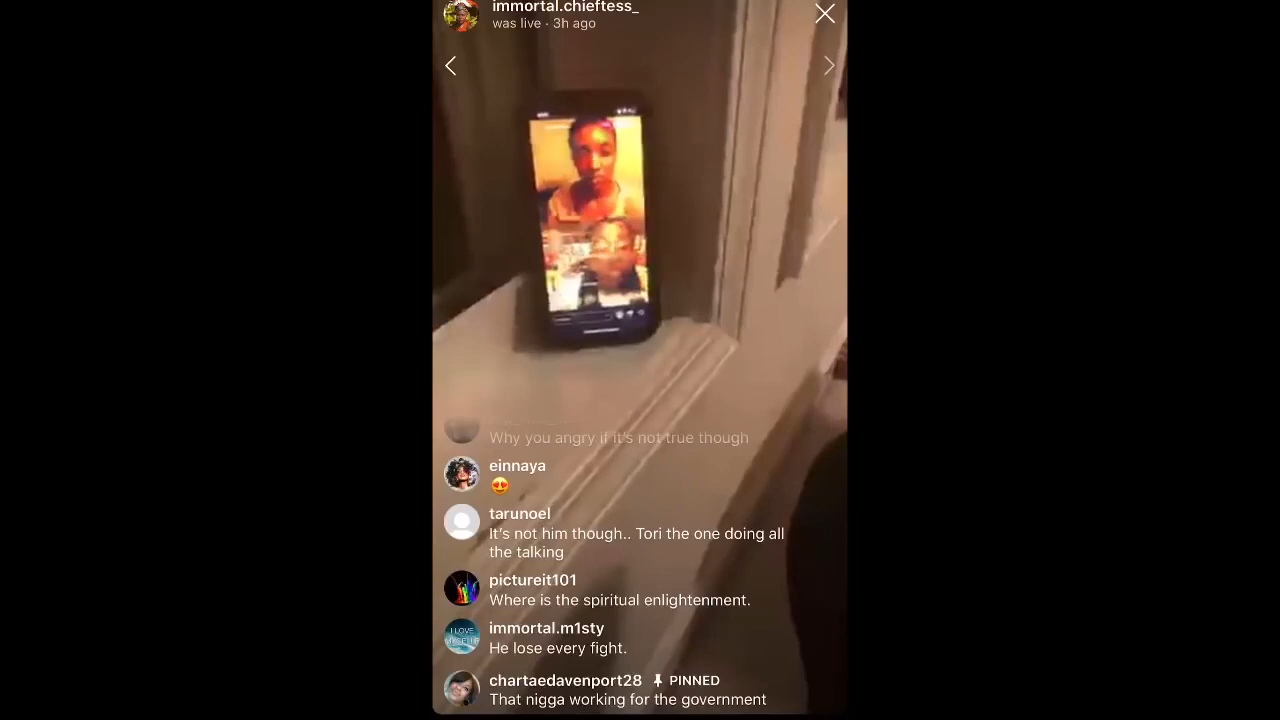 immortal.chieftess_
was live · 3h ago
Why you angry if it's not true though
einnaya
😍
tarunoel
It's not him though.. Tori the one doing all
the talking
pictureit101
Where is the spiritual enlightenment.
immortal.m1sty
He lose every fight.
chartaedavenport28 PINNED
That nigga working for the government